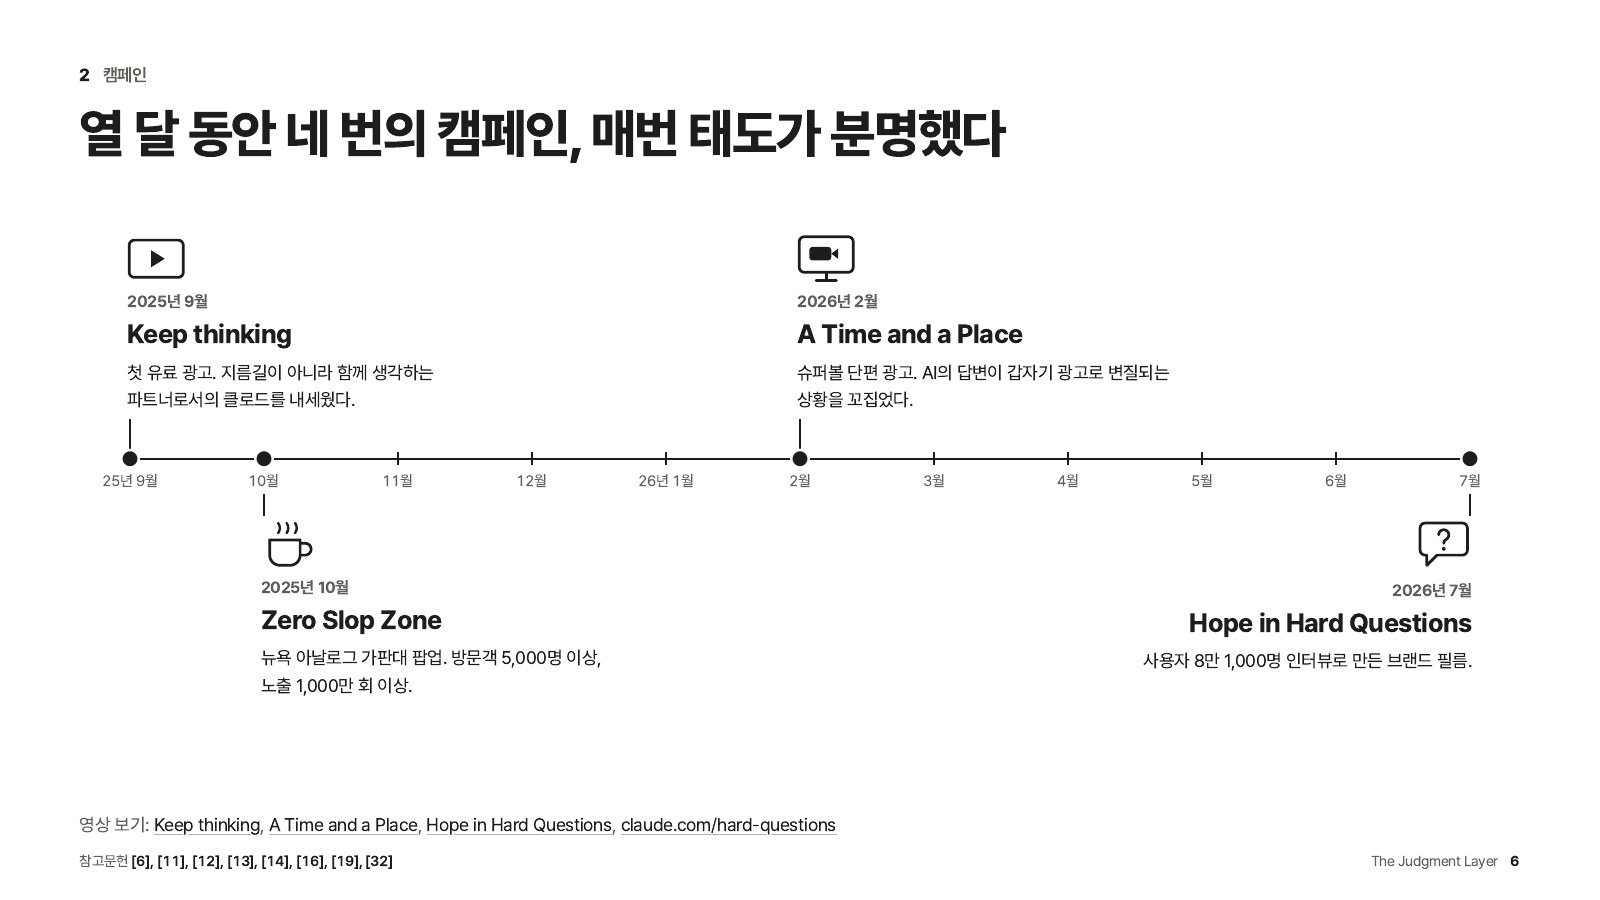 2 캠페인
열 달 동안 네 번의 캠페인, 매번 태도가 분명했다
2025년 9월
Keep thinking
첫 유료 광고. 지름길이 아니라 함께 생각하는
파트너로서의 클로드를 내세웠다.
2026년 2월
A Time and a Place
슈퍼볼 단편 광고. AI의 답변이 갑자기 광고로 변질되는
상황을 꼬집었다.
25년 9월 10월 11월 12월 26년 1월 2월 3월 4월 5월 6월 7월
2025년 10월
Zero Slop Zone
뉴욕 아날로그 가판대 팝업. 방문객 5,000명 이상,
노출 1,000만 회 이상.
?
2026년 7월
Hope in Hard Questions
사용자 8만 1,000명 인터뷰로 만든 브랜드 필름.
영상 보기: Keep thinking, A Time and a Place, Hope in Hard Questions, claude.com/hard-questions
참고문헌 [6], [11], [12], [13], [14], [16], [19], [32]
The Judgment Layer 6